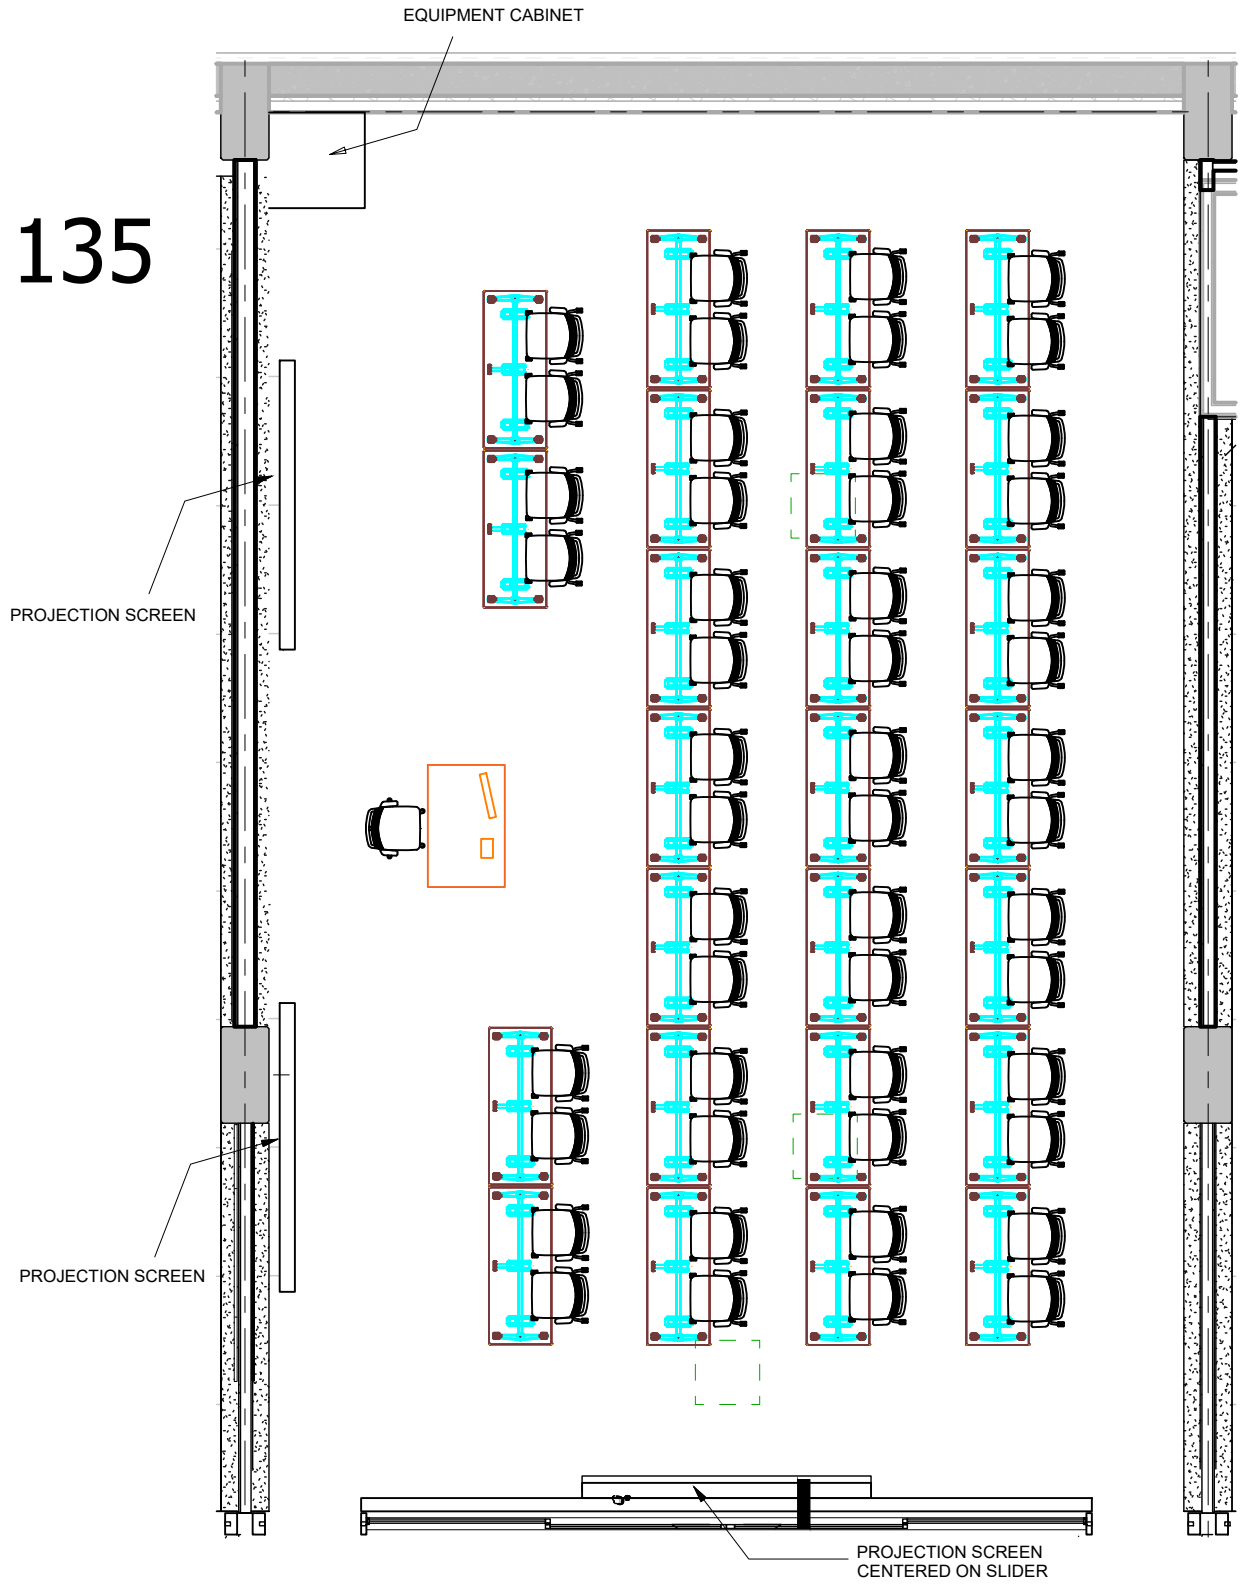 EQUIPMENT CABINET
135
PROJECTION SCREEN
PROJECTION SCREEN
PROJECTION SCREEN
CENTERED ON SLIDER